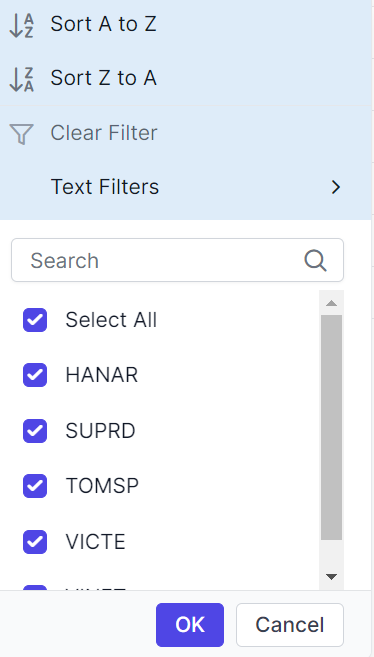 Sort A to Z
Sort Z to A
Clear Filter
Text Filters
Search
Select All
HANAR
SUPRD
TOMSP
VICTE
OK
Cancel